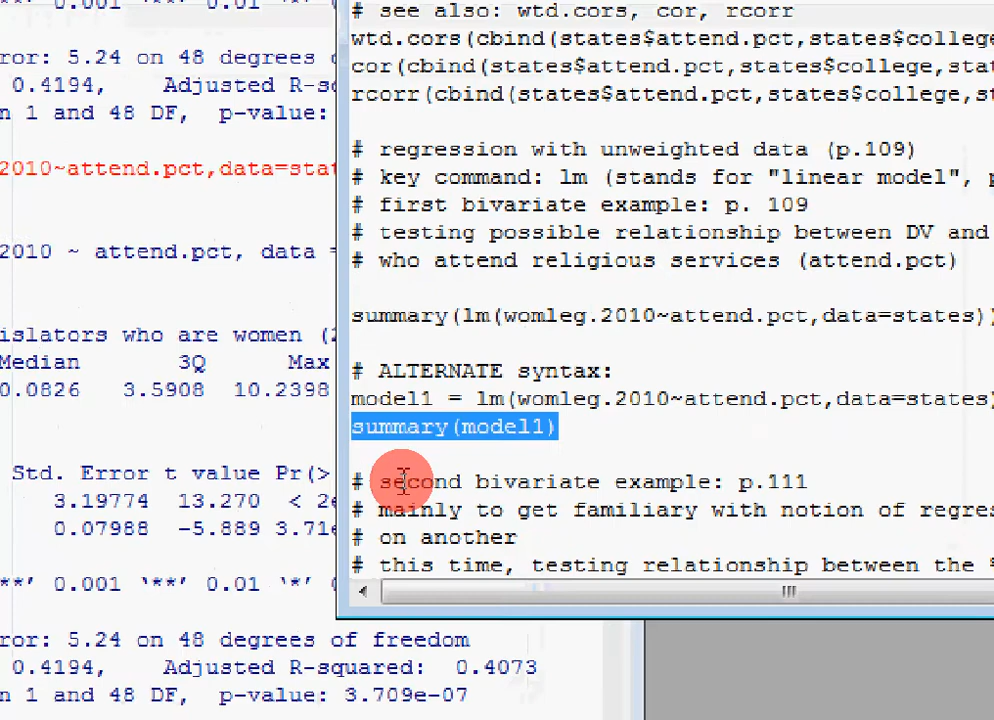 0.001 ‘*’ 0.01
ror: 5.24 on 48 degrees
0.4194,    Adjusted
n 1 and 48 DF,  p-value:
2010~attend.pct,data=stat
2010 ~ attend.pct, data =
islators who are women (2
Median     3Q     Max
0.0826  3.5908 10.2398
Std. Error t value Pr(>
3.19774  13.270  < 2e
0.07988  -5.889 3.71e
**’ 0.001 ‘**’ 0.01 ‘*’
ror: 5.24 on 48 degrees of freedom
0.4194,    Adjusted R-squared:  0.4073
n 1 and 48 DF,  p-value: 3.709e-07
# see also: wtd.cors, cor, rcorr
wtd.cors(cbind(states$attend.pct,states$college
cor(cbind(states$attend.pct,states$college,stat
rcorr(cbind(states$attend.pct,states$college,st
# regression with unweighted data (p.109)
# key command: lm (stands for "linear model", p
# first bivariate example: p. 109
# testing possible relationship between DV and
# who attend religious services (attend.pct)
summary(lm(womleg.2010~attend.pct,data=states))
# ALTERNATE syntax:
model1 = lm(womleg.2010~attend.pct,data=states)
summary(model1)
# second bivariate example: p.111
# mainly to get familiary with notion of regres
# on another
# this time, testing relationship between the %